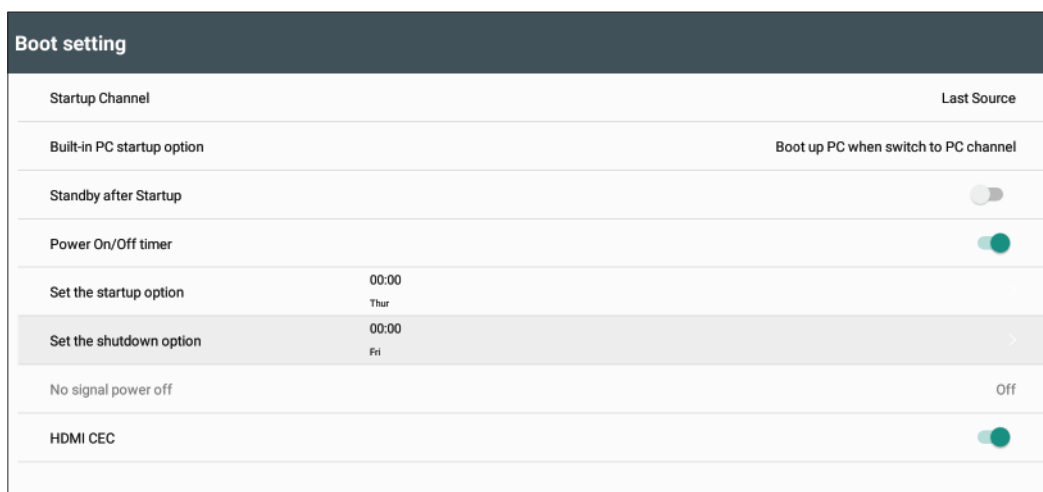 Boot setting
Startup Channel Last Source
Built-in PC startup option Boot up PC when switch to PC channel
Standby after Startup
Power On/Off timer
Set the startup option 00:00
Thur
Set the shutdown option 00:00
Fri
No signal power off Off
HDMI CEC